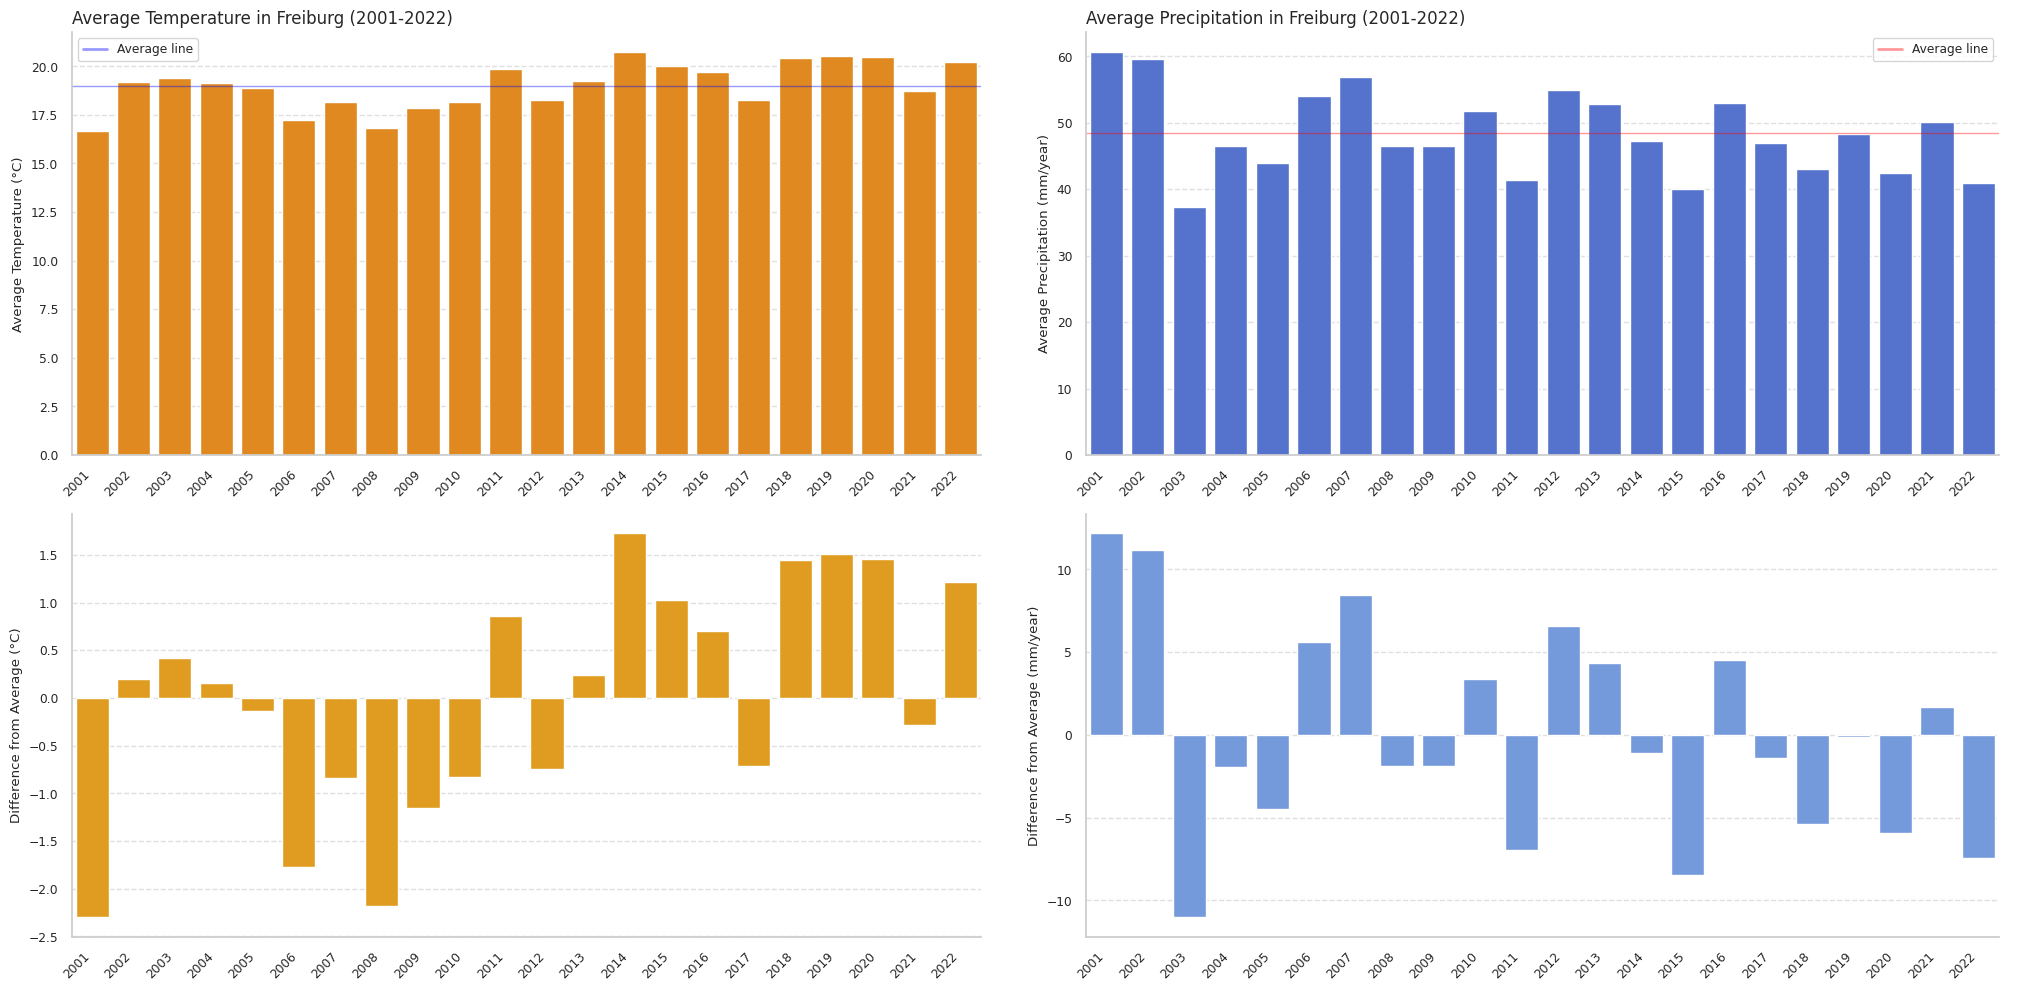 Average Temperature in Freiburg (2001-2022)
Average line
Average Temperature (°C)
20.0
17.5
15.0
12.5
10.0
7.5
5.0
2.5
0.0
2001 2002 2003 2004 2005 2006 2007 2008 2009 2010 2011 2012 2013 2014 2015 2016 2017 2018 2019 2020 2021 2022
Average Precipitation in Freiburg (2001-2022)
Average line
Average Precipitation (mm/year)
60
50
40
30
20
10
0
2001 2002 2003 2004 2005 2006 2007 2008 2009 2010 2011 2012 2013 2014 2015 2016 2017 2018 2019 2020 2021 2022
Difference from Average (°C)
1.5
1.0
0.5
0.0
−0.5
−1.0
−1.5
−2.0
−2.5
2001 2002 2003 2004 2005 2006 2007 2008 2009 2010 2011 2012 2013 2014 2015 2016 2017 2018 2019 2020 2021 2022
Difference from Average (mm/year)
10
5
0
−5
−10
2001 2002 2003 2004 2005 2006 2007 2008 2009 2010 2011 2012 2013 2014 2015 2016 2017 2018 2019 2020 2021 2022